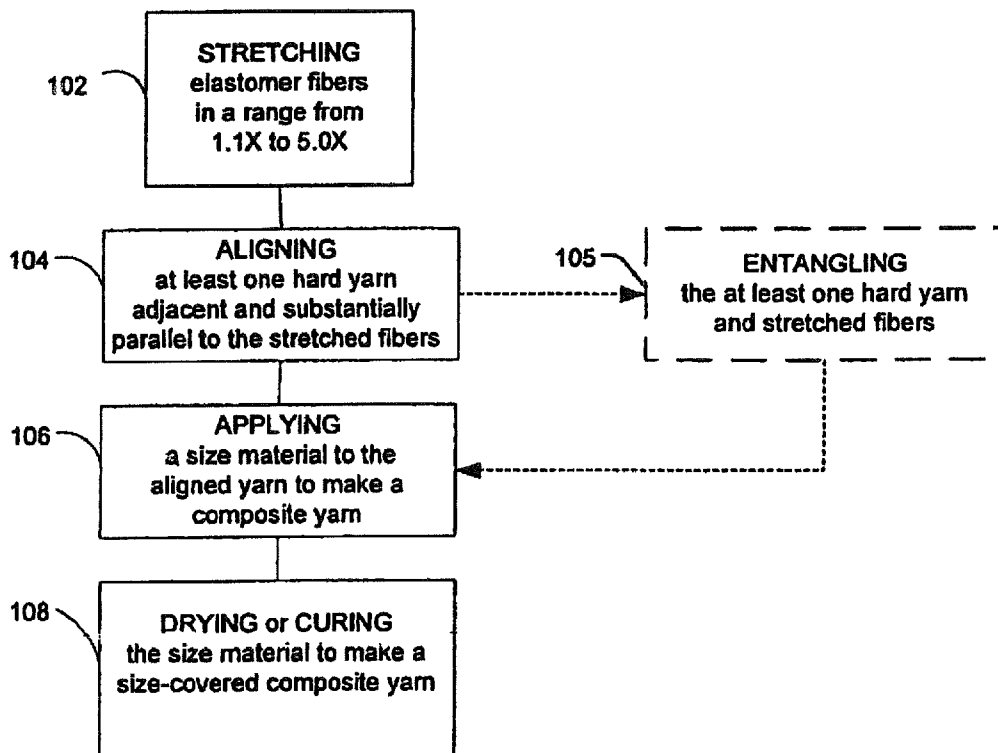 STRETCHING
elastomer fibers
in a range from
1.1X to 5.0X
102
ALIGNING
at least one hard yarn
adjacent and substantially
parallel to the stretched fibers
104
105
ENTANGLING
the at least one hard yarn
and stretched fibers
APPLYING
a size material to the
aligned yarn to make a
composite yarn
106
DRYING or CURING
the size material to make a
size-covered composite yarn
108